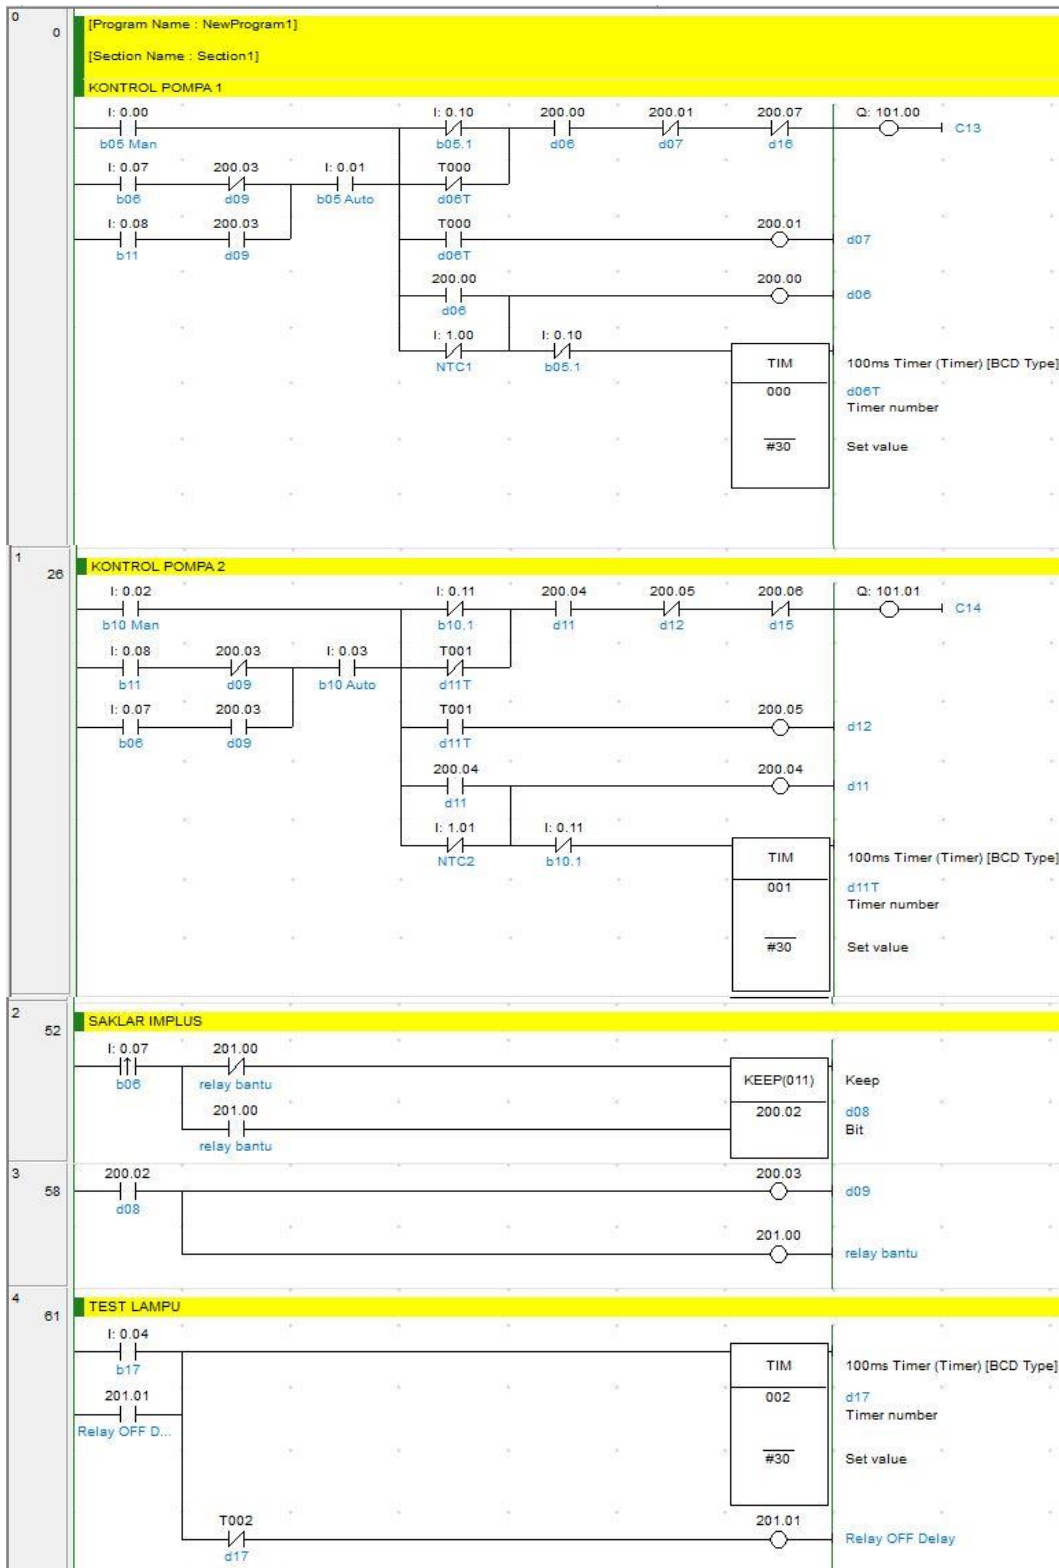 0
0
[Program Name : NewProgram1]
[Section Name : Section1]
KONTROL POMPA 1
I: 0.00 I: 0.10 200.00 200.01 200.07 Q: 101.00
C13
b05 Man b05.1 d06 d07 d16
I: 0.07 200.03 I: 0.01 T000
b06 d09 b05 Auto d06T
I: 0.08 200.03 T000 200.01
d07
b11 d09 d06T
200.00 200.00
d06
d06
I: 1.00 I: 0.10
NTC1 b05.1
TIM 100ms Timer (Timer) [BCD Type]
000 d06T
Timer number
#30 Set value
1
26
KONTROL POMPA 2
I: 0.02 I: 0.11 200.04 200.05 200.06 Q: 101.01
C14
b10 Man b10.1 d11 d12 d15
I: 0.08 200.03 I: 0.03 T001
b11 d09 b10 Auto d11T
I: 0.07 200.03 T001 200.05
d12
b06 d09 d11T
200.04 200.04
d11
d11
I: 1.01 I: 0.11
NTC2 b10.1
TIM 100ms Timer (Timer) [BCD Type]
001 d11T
Timer number
#30 Set value
2
52
SAKLAR IMPLUS
I: 0.07 201.00
b06 relay bantu
KEEP(011) Keep
201.00 200.02 d08
Bit
relay bantu
3
58
200.02 200.03
d09
d08
201.00
relay bantu
4
61
TEST LAMPU
I: 0.04
b17
TIM 100ms Timer (Timer) [BCD Type]
201.01 002 d17
Timer number
Relay OFF D...
#30 Set value
T002 201.01
Relay OFF Delay
d17